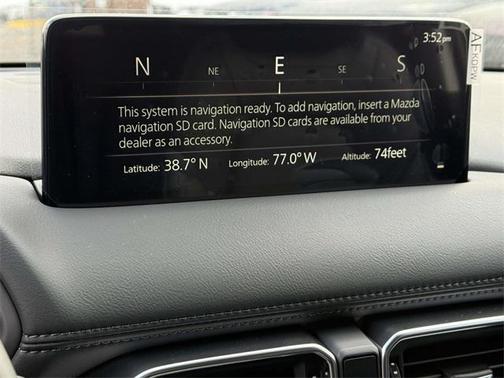 3:52pm
N NE E SE S
This system is navigation ready. To add navigation, insert a Mazda
navigation SD card. Navigation SD cards are available from your
dealer as an accessory.
Latitude: 38.7° N Longitude: 77.0° W Altitude: 74feet